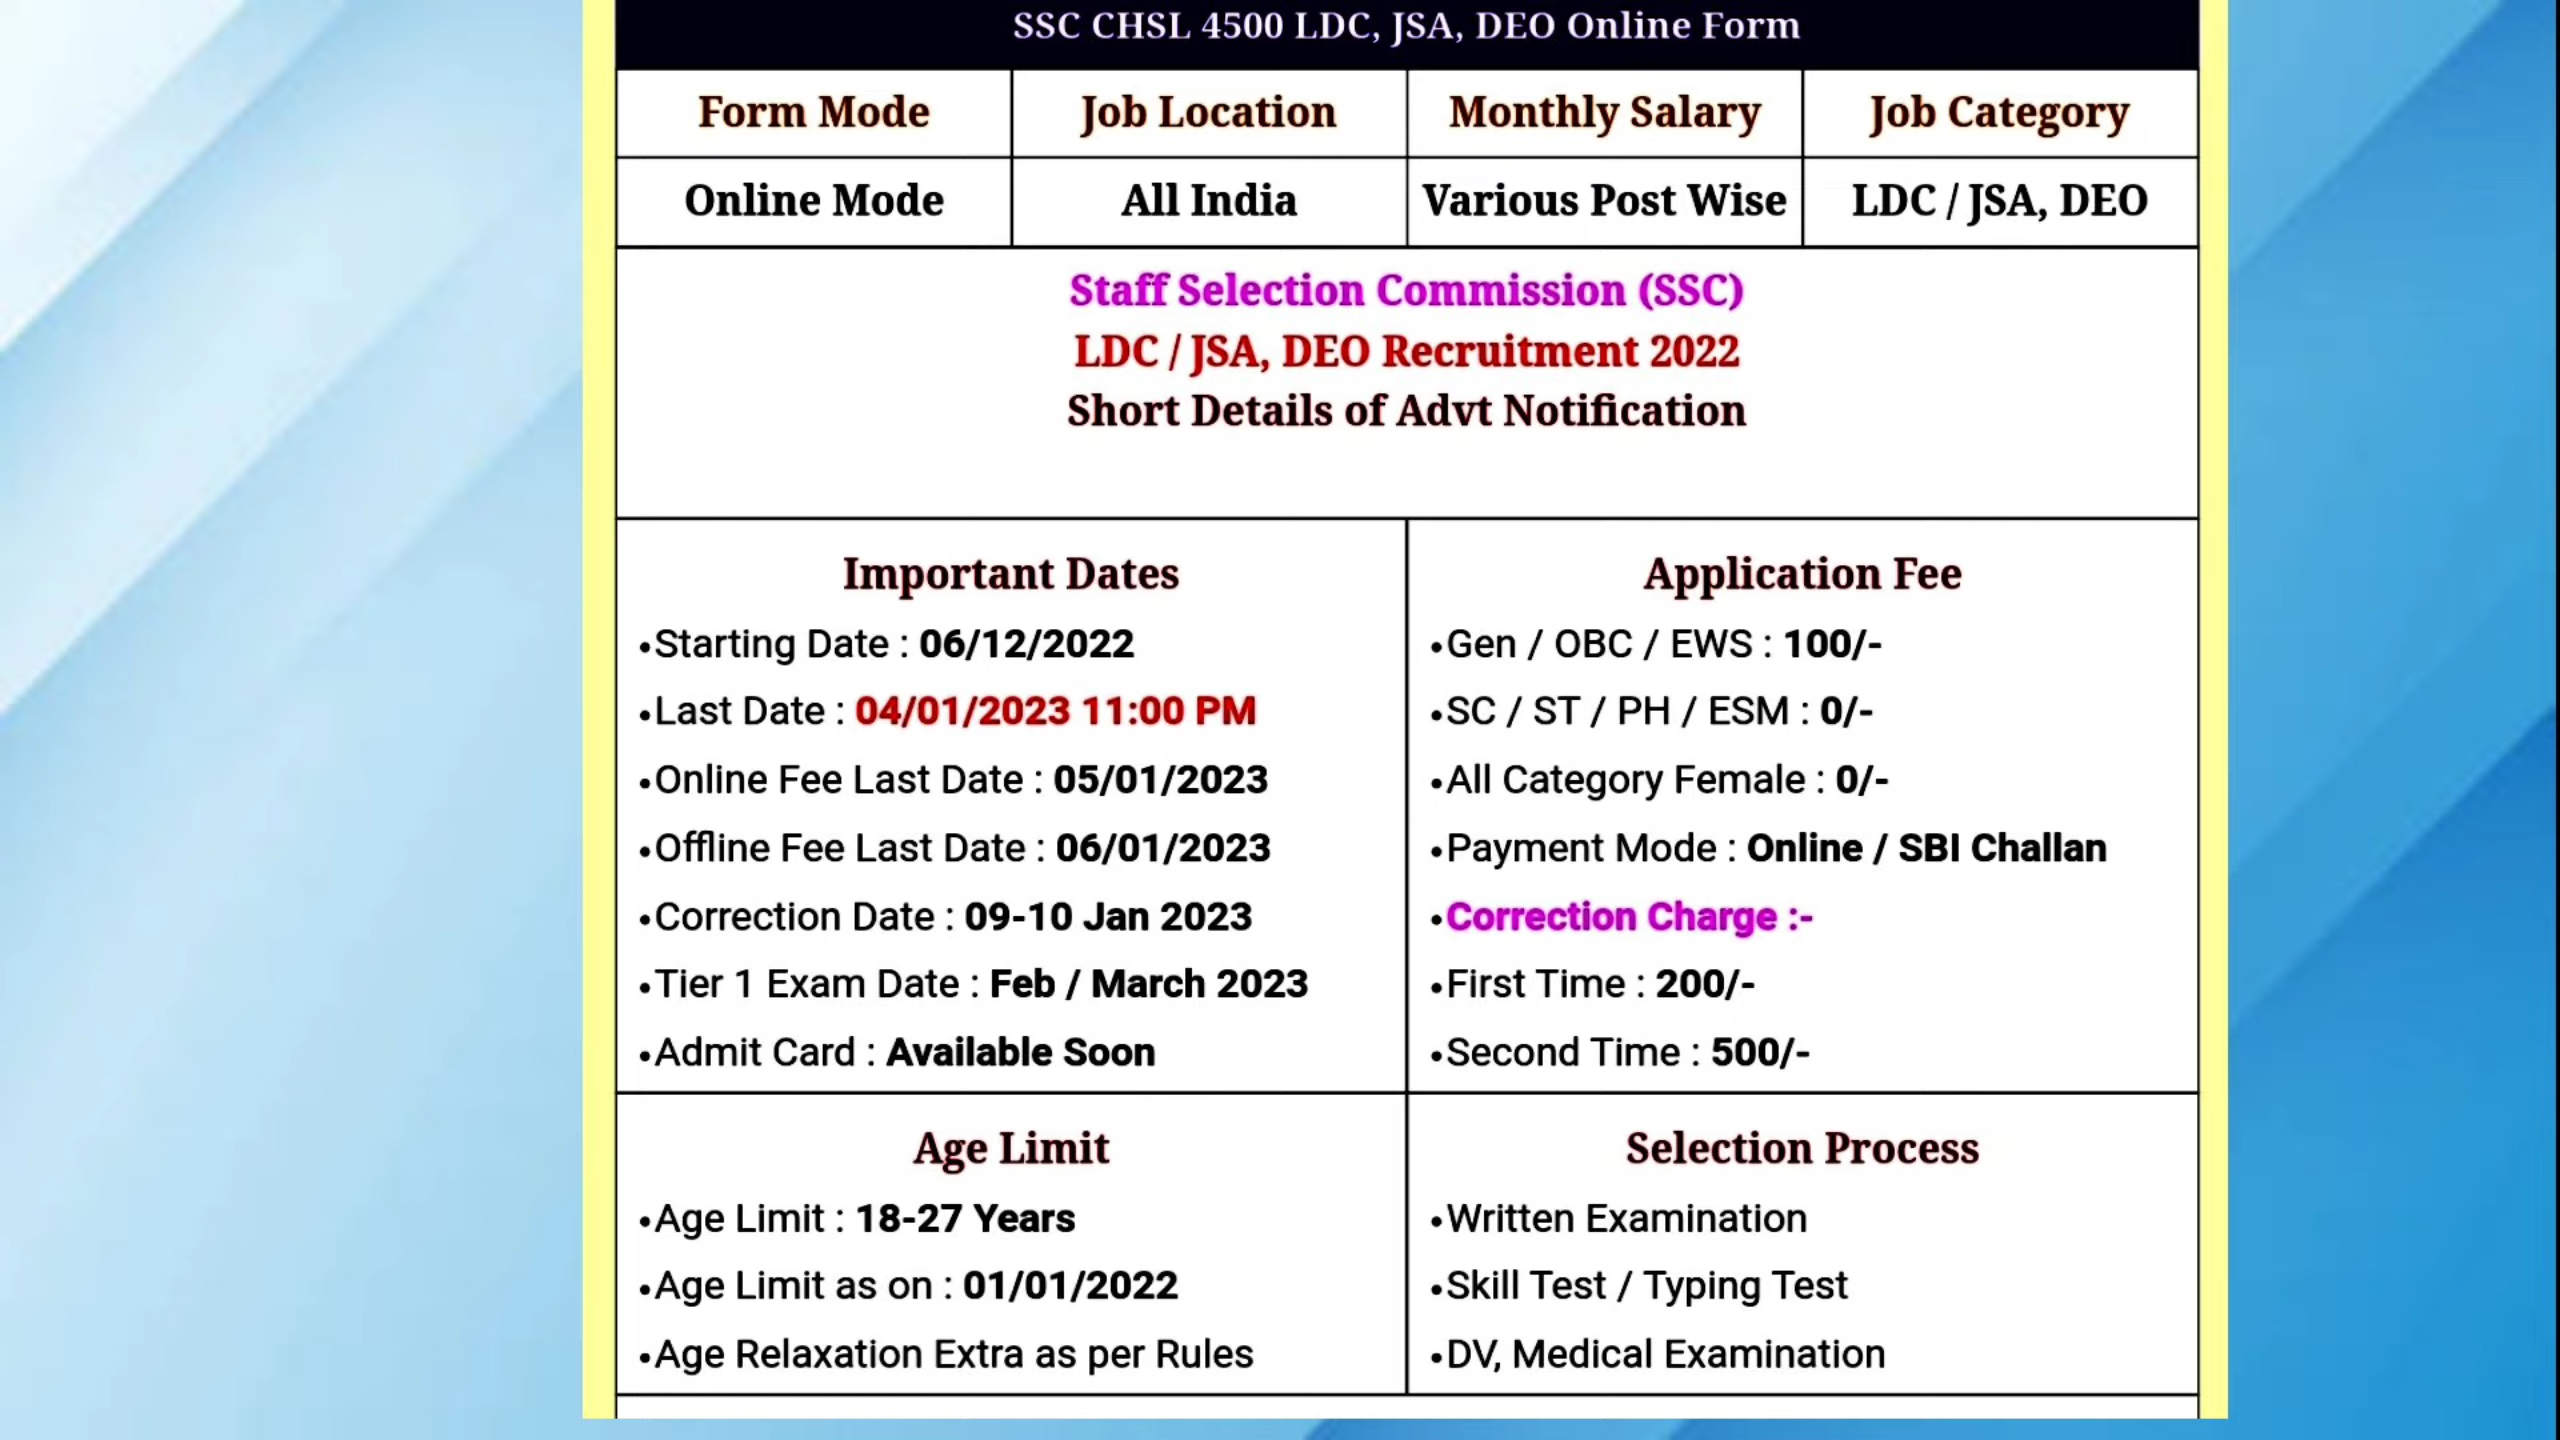 SSC CHSL 4500 LDC, JSA, DEO Online Form
Form Mode
Job Location
Monthly Salary
Job Category
Online Mode
All India
Various Post Wise
LDC / JSA, DEO
Staff Selection Commission (SSC)
LDC / JSA, DEO Recruitment 2022
Short Details of Advt Notification
Important Dates
•Starting Date : 06/12/2022
•Last Date : 04/01/2023 11:00 PM
•Online Fee Last Date : 05/01/2023
•Offline Fee Last Date : 06/01/2023
•Correction Date : 09-10 Jan 2023
•Tier 1 Exam Date : Feb / March 2023
•Admit Card : Available Soon
Application Fee
•Gen / OBC / EWS : 100/-
•SC / ST / PH / ESM : 0/-
•All Category Female : 0/-
•Payment Mode : Online / SBI Challan
•Correction Charge :-
•First Time : 200/-
•Second Time : 500/-
Age Limit
•Age Limit : 18-27 Years
•Age Limit as on : 01/01/2022
•Age Relaxation Extra as per Rules
Selection Process
•Written Examination
•Skill Test / Typing Test
•DV, Medical Examination